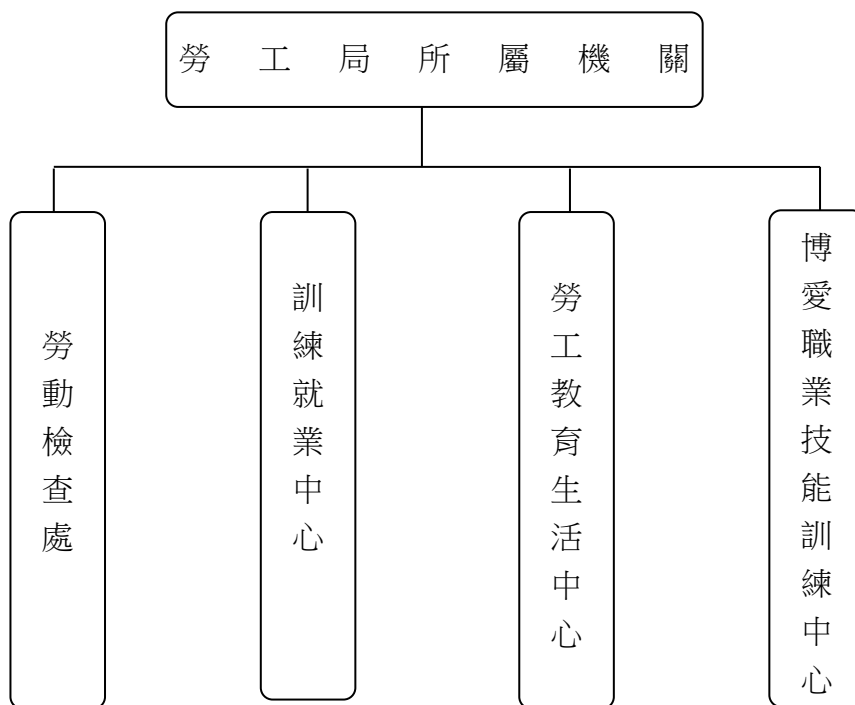 勞工局所屬機關
勞動檢查處
訓練就業中心
勞工教育生活中心
博愛職業技能訓練中心